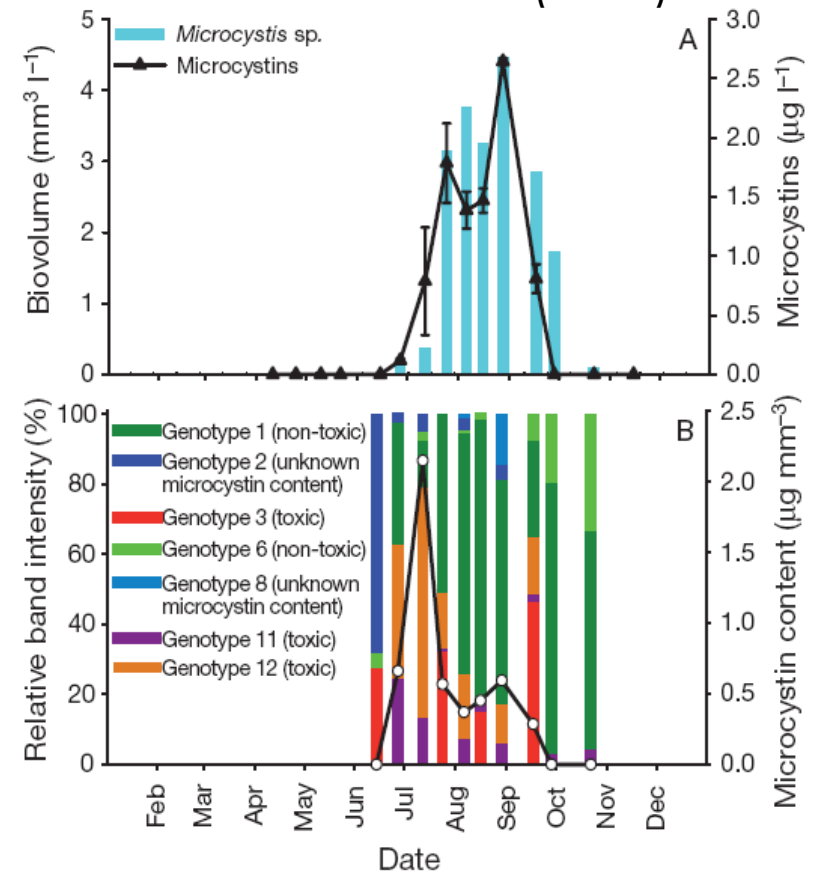 5
4
3
2
1
0
Biovolume (mm³ l⁻¹)
Microcystis sp.
Microcystins
A
3.0
2.5
2.0
1.5
1.0
0.5
0.0
Microcystins (µg l⁻¹)
100
80
60
40
20
0
Relative band intensity (%)
Genotype 1 (non-toxic)
Genotype 2 (unknown
microcystin content)
Genotype 3 (toxic)
Genotype 6 (non-toxic)
Genotype 8 (unknown
microcystin content)
Genotype 11 (toxic)
Genotype 12 (toxic)
B
2.5
2.0
1.5
1.0
0.5
0.0
Microcystin content (µg mm⁻³)
Feb
Mar
Apr
May
Jun
Jul
Aug
Sep
Oct
Nov
Dec
Date